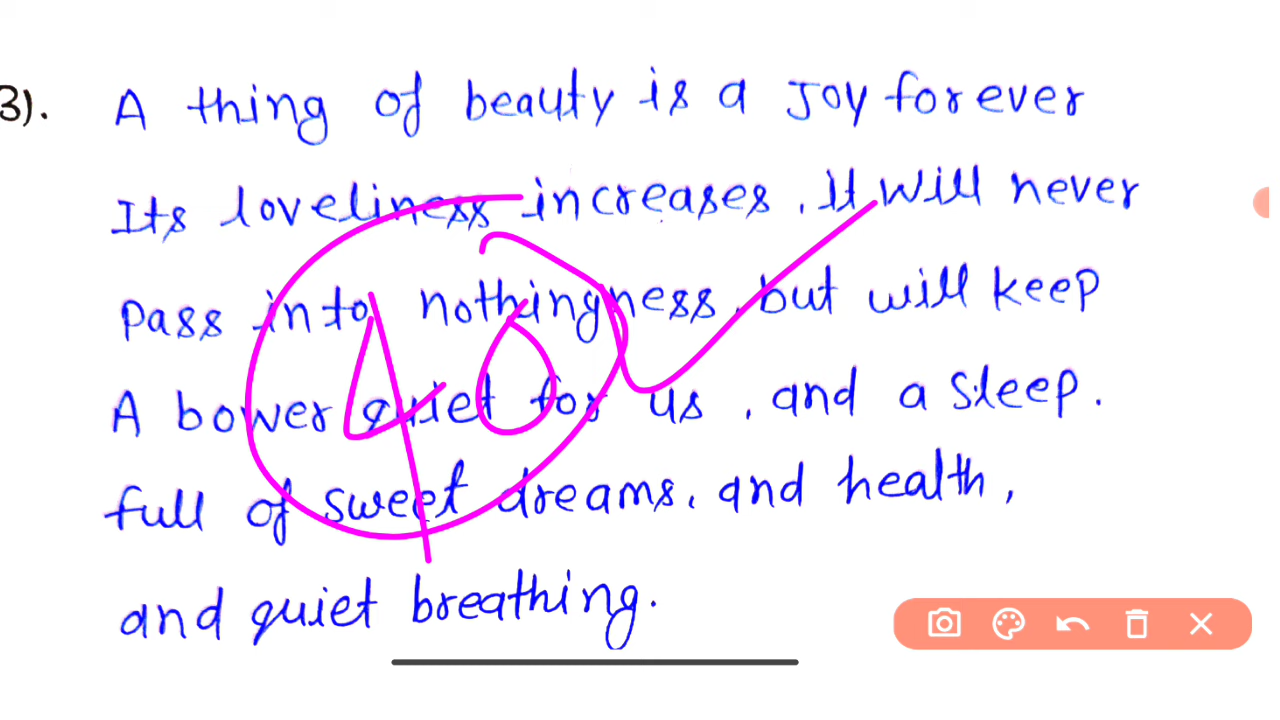 3). A thing of beauty is a Joy forever
Its loveliness increases, It will never
Pass into nothingness, but will keep
A bower quiet for us, and a sleep.
full of sweet dreams, and health,
and quiet breathing.
40